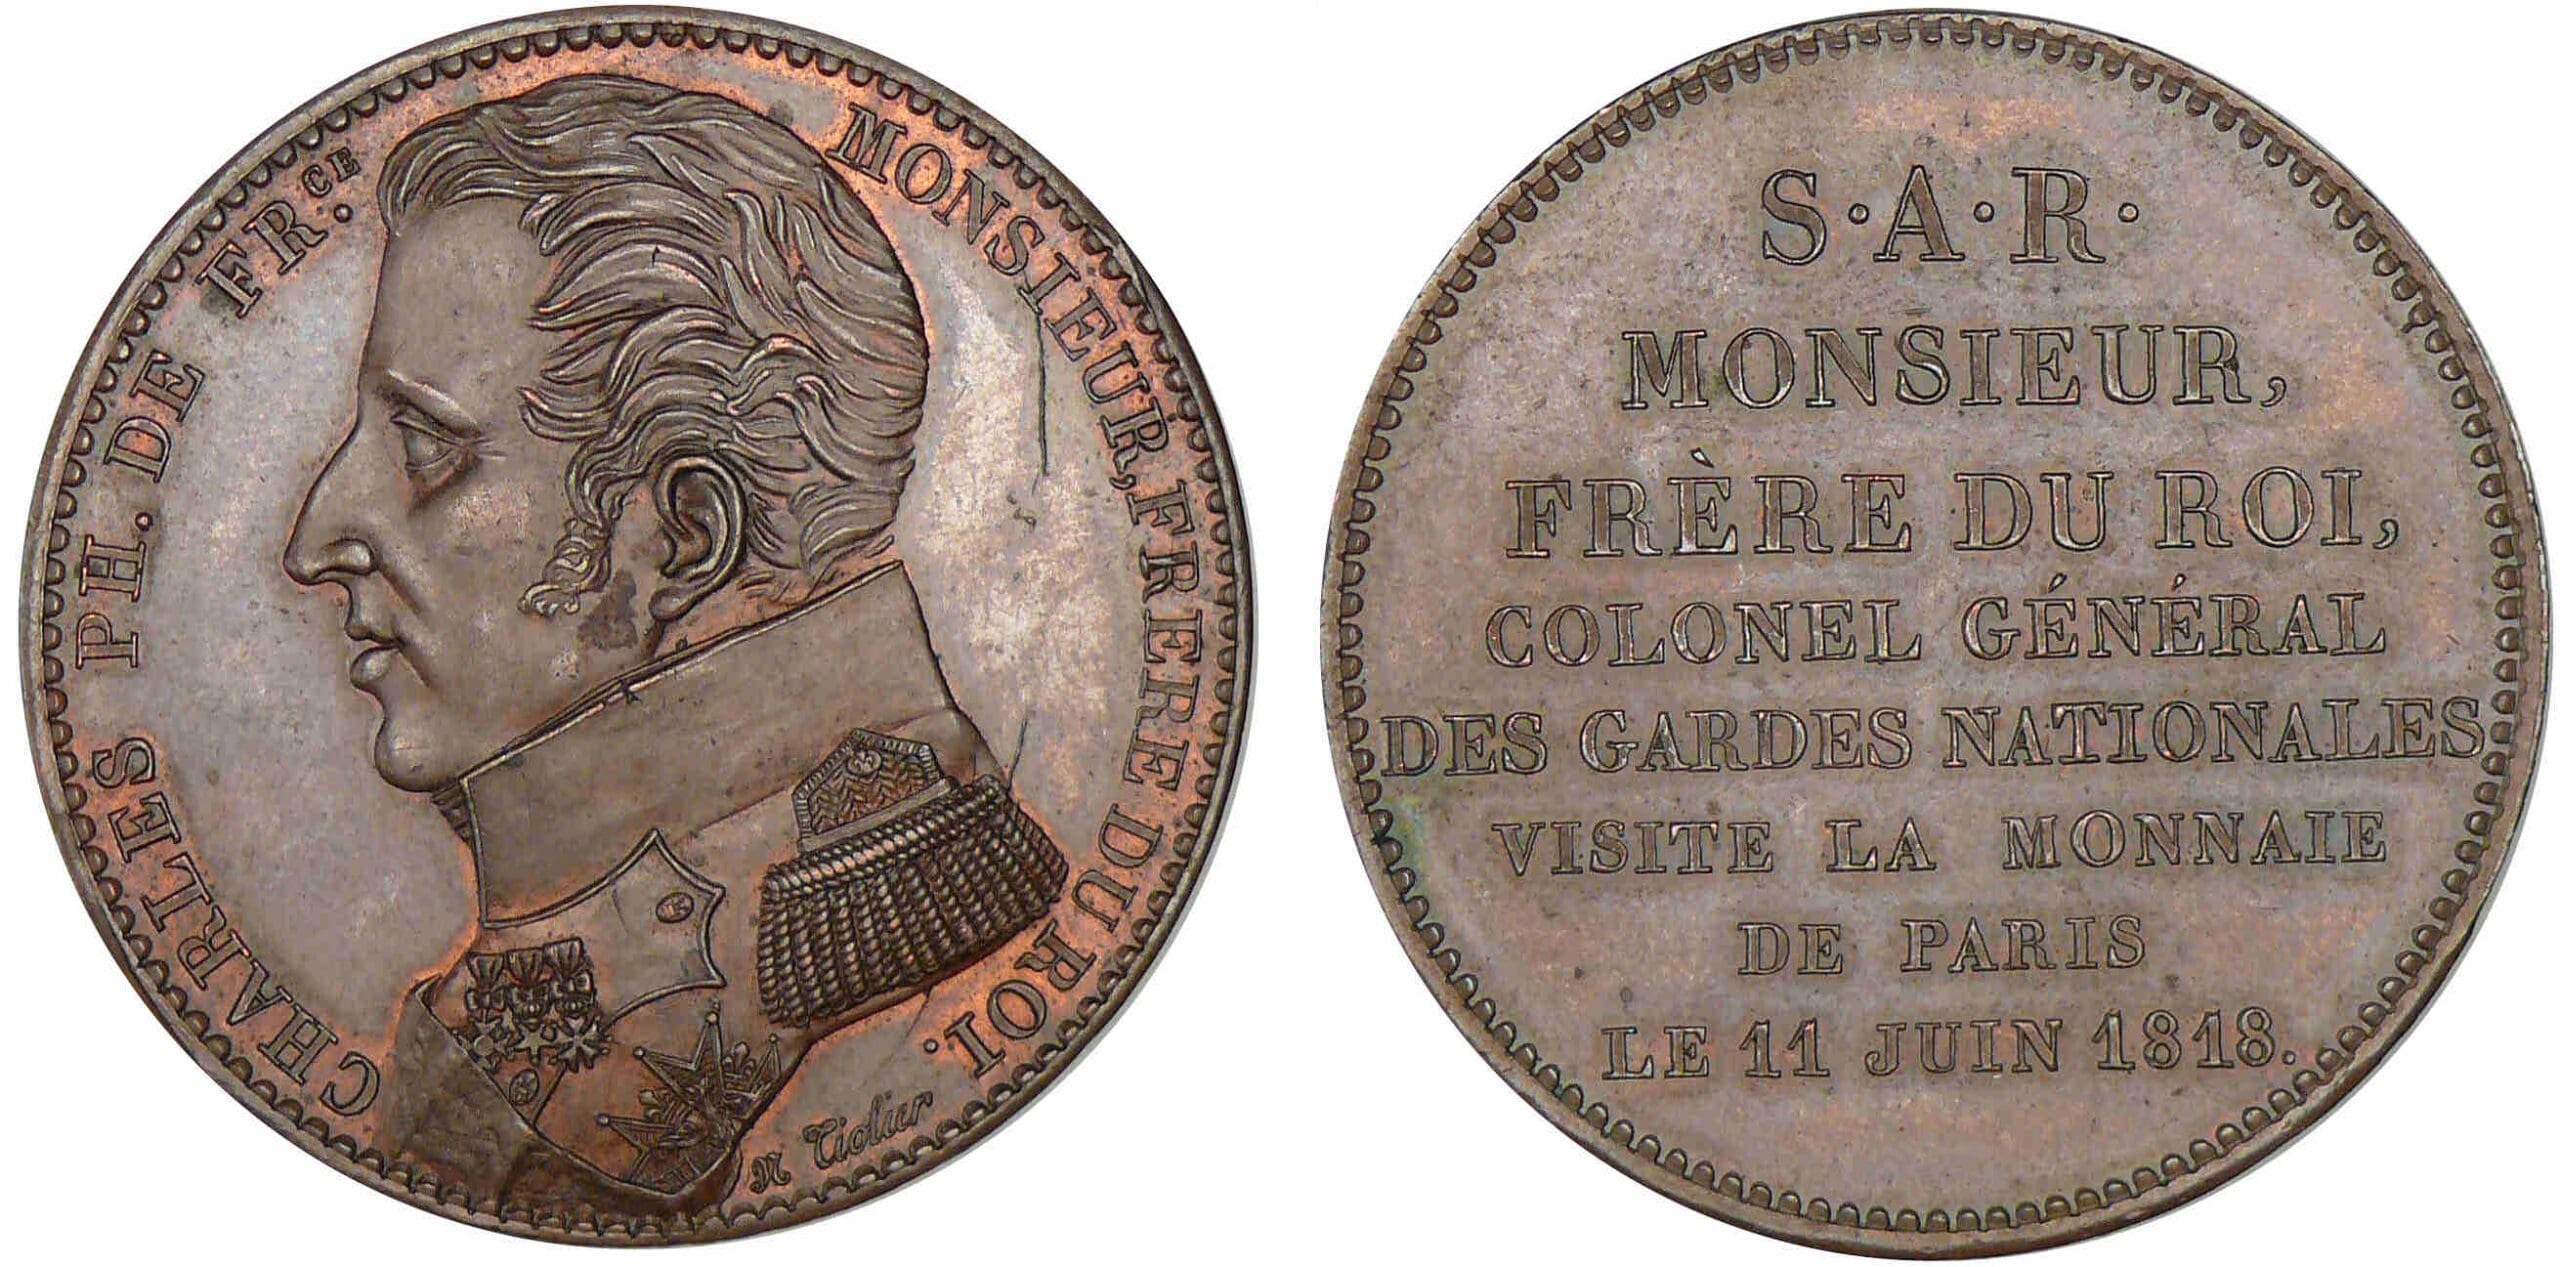 CHARLES PH. DE FR.CE MONSIEUR, FRERE DU ROI.
N Tiolier
S·A·R·
MONSIEUR,
FRÈRE DU ROI,
COLONEL GÉNÉRAL
DES GARDES NATIONALES
VISITE LA MONNAIE
DE PARIS
LE 11 JUIN 1818.